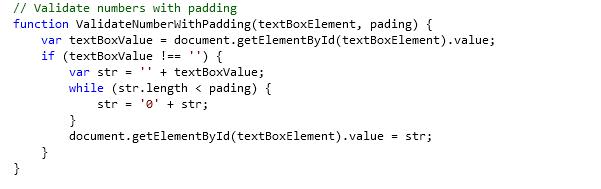 // Validate numbers with padding
function ValidateNumberWithPadding(textBoxElement, pading) {
    var textBoxValue = document.getElementById(textBoxElement).value;
    if (textBoxValue !== '') {
        var str = '' + textBoxValue;
        while (str.length < pading) {
            str = '0' + str;
        }
        document.getElementById(textBoxElement).value = str;
    }
}